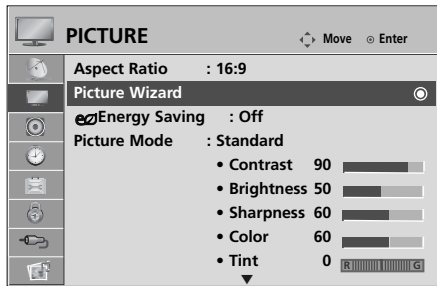 PICTURE Move Enter
Aspect Ratio : 16:9
Picture Wizard
Energy Saving : Off
Picture Mode : Standard
• Contrast 90
• Brightness 50
• Sharpness 60
• Color 60
• Tint 0 R G